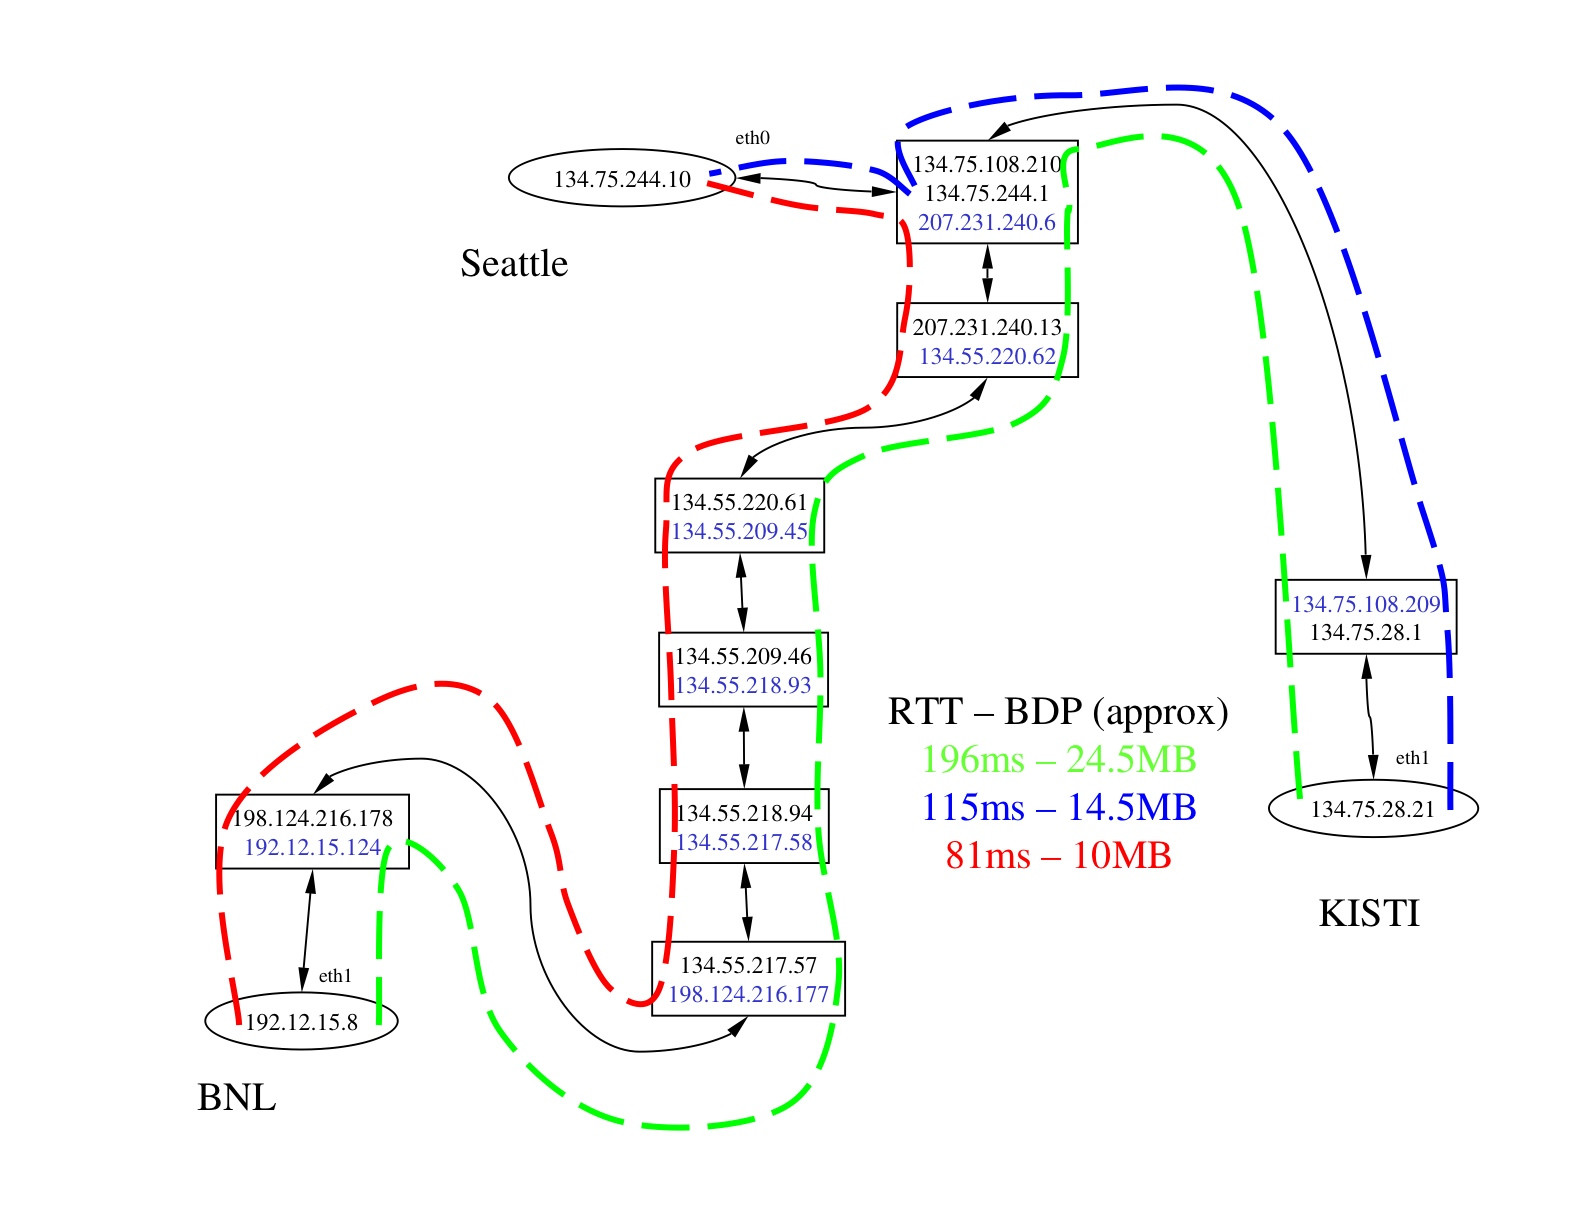 eth0
134.75.244.10
Seattle
134.75.108.210
134.75.244.1
207.231.240.6
207.231.240.13
134.55.220.62
134.55.220.61
134.55.209.45
134.55.209.46
134.55.218.93
134.55.218.94
134.55.217.58
134.55.217.57
198.124.216.177
198.124.216.178
192.12.15.124
eth1
192.12.15.8
BNL
RTT – BDP (approx)
196ms – 24.5MB
115ms – 14.5MB
81ms – 10MB
134.75.108.209
134.75.28.1
eth1
134.75.28.21
KISTI